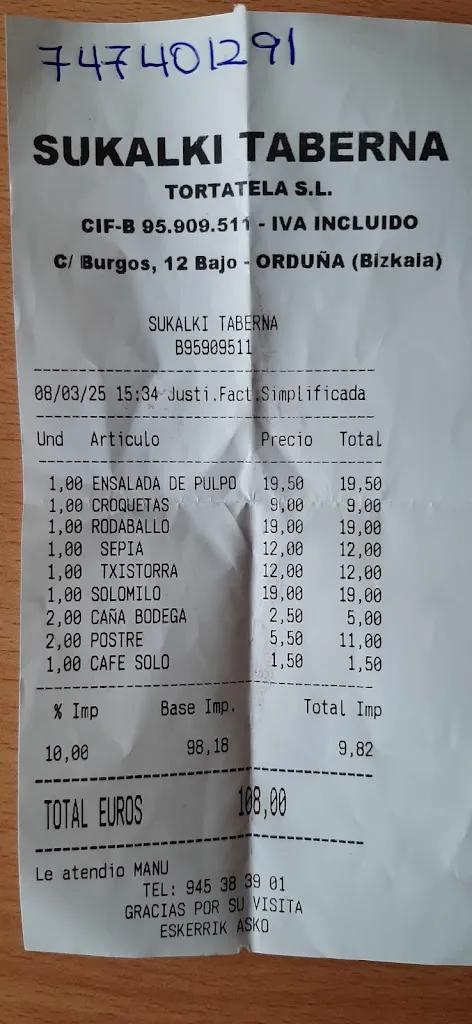 747401291
SUKALKI TABERNA
TORTATELA S.L.
CIF-B 95.909.511 - IVA INCLUIDO
C/ Burgos, 12 Bajo - ORDUÑA (Bizkaia)
SUKALKI TABERNA
B95909511
08/03/25 15:34 Justi.Fact.Simplificada
Und Articulo Precio Total
1,00 ENSALADA DE PULPO 19,50 19,50
1,00 CROQUETAS 9,00 9,00
1,00 RODABALLO 19,00 19,00
1,00 SEPIA 12,00 12,00
1,00 TXISTORRA 12,00 12,00
1,00 SOLOMILO 19,00 19,00
2,00 CAÑA BODEGA 2,50 5,00
2,00 POSTRE 5,50 11,00
1,00 CAFE SOLO 1,50 1,50
% Imp Base Imp. Total Imp
10,00 98,18 9,82
TOTAL EUROS 108,00
Le atendio MANU
TEL: 945 38 39 01
GRACIAS POR SU VISITA
ESKERRIK ASKO